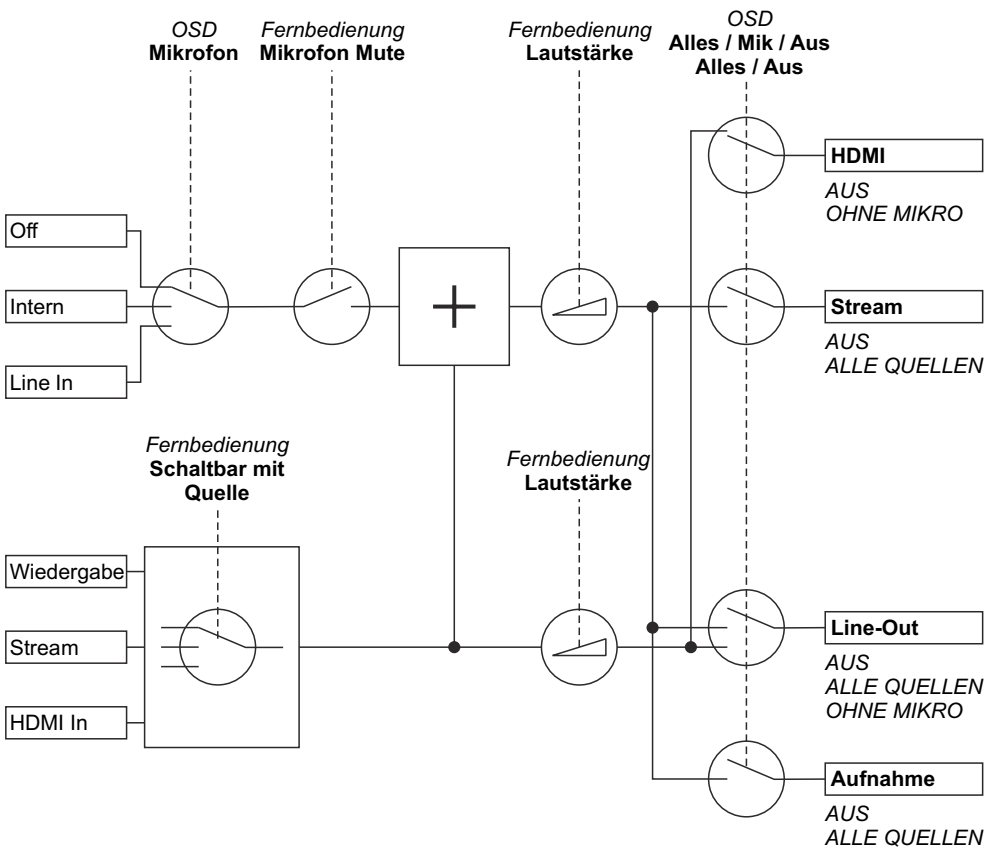 OSD
Mikrofon
Fernbedienung
Mikrofon Mute
Fernbedienung
Lautstärke
OSD
Alles / Mik / Aus
Alles / Aus
HDMI
AUS
OHNE MIKRO
Off
Intern
Line In
+
Stream
AUS
ALLE QUELLEN
Fernbedienung
Schaltbar mit
Quelle
Fernbedienung
Lautstärke
Wiedergabe
Stream
HDMI In
Line-Out
AUS
ALLE QUELLEN
OHNE MIKRO
Aufnahme
AUS
ALLE QUELLEN